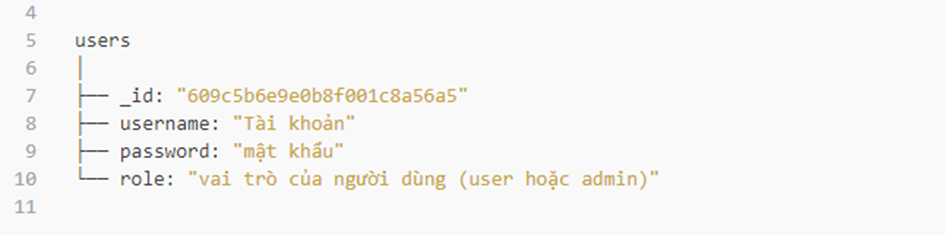 4
5 users
6 │
7 ├── _id: "609c5b6e9e0b8f001c8a56a5"
8 ├── username: "Tài khoản"
9 ├── password: "mật khẩu"
10 └── role: "vai trò của người dùng (user hoặc admin)"
11